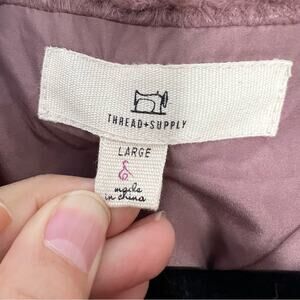 THREAD+SUPPLY
LARGE
made
in china